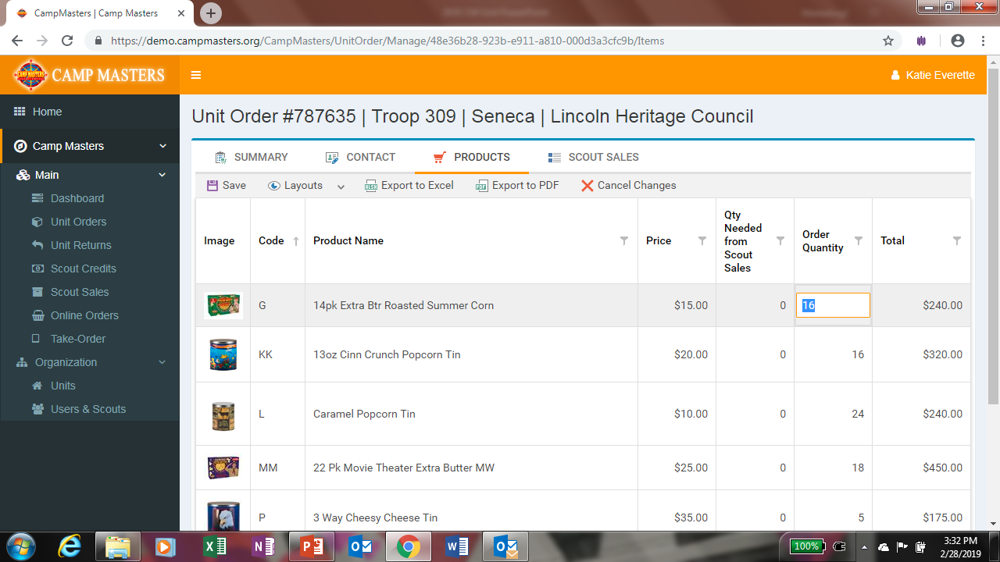 CampMasters | Camp Masters
https://demo.campmasters.org/CampMasters/UnitOrder/Manage/48e36b28-923b-e911-a810-000d3a3cfc9b/Items
CAMP MASTERS
Katie Everette
Home
Camp Masters
Main
Dashboard
Unit Orders
Unit Returns
Scout Credits
Scout Sales
Online Orders
Take-Order
Organization
Units
Users & Scouts
Unit Order #787635 | Troop 309 | Seneca | Lincoln Heritage Council
SUMMARY CONTACT PRODUCTS SCOUT SALES
Save Layouts Export to Excel Export to PDF Cancel Changes
Image Code Product Name Price Qty Needed from Scout Sales Order Quantity Total
G 14pk Extra Btr Roasted Summer Corn $15.00 0 16 $240.00
KK 13oz Cinn Crunch Popcorn Tin $20.00 0 16 $320.00
L Caramel Popcorn Tin $10.00 0 24 $240.00
MM 22 Pk Movie Theater Extra Butter MW $25.00 0 18 $450.00
P 3 Way Cheesy Cheese Tin $35.00 0 5 $175.00
100%
3:32 PM
2/28/2019